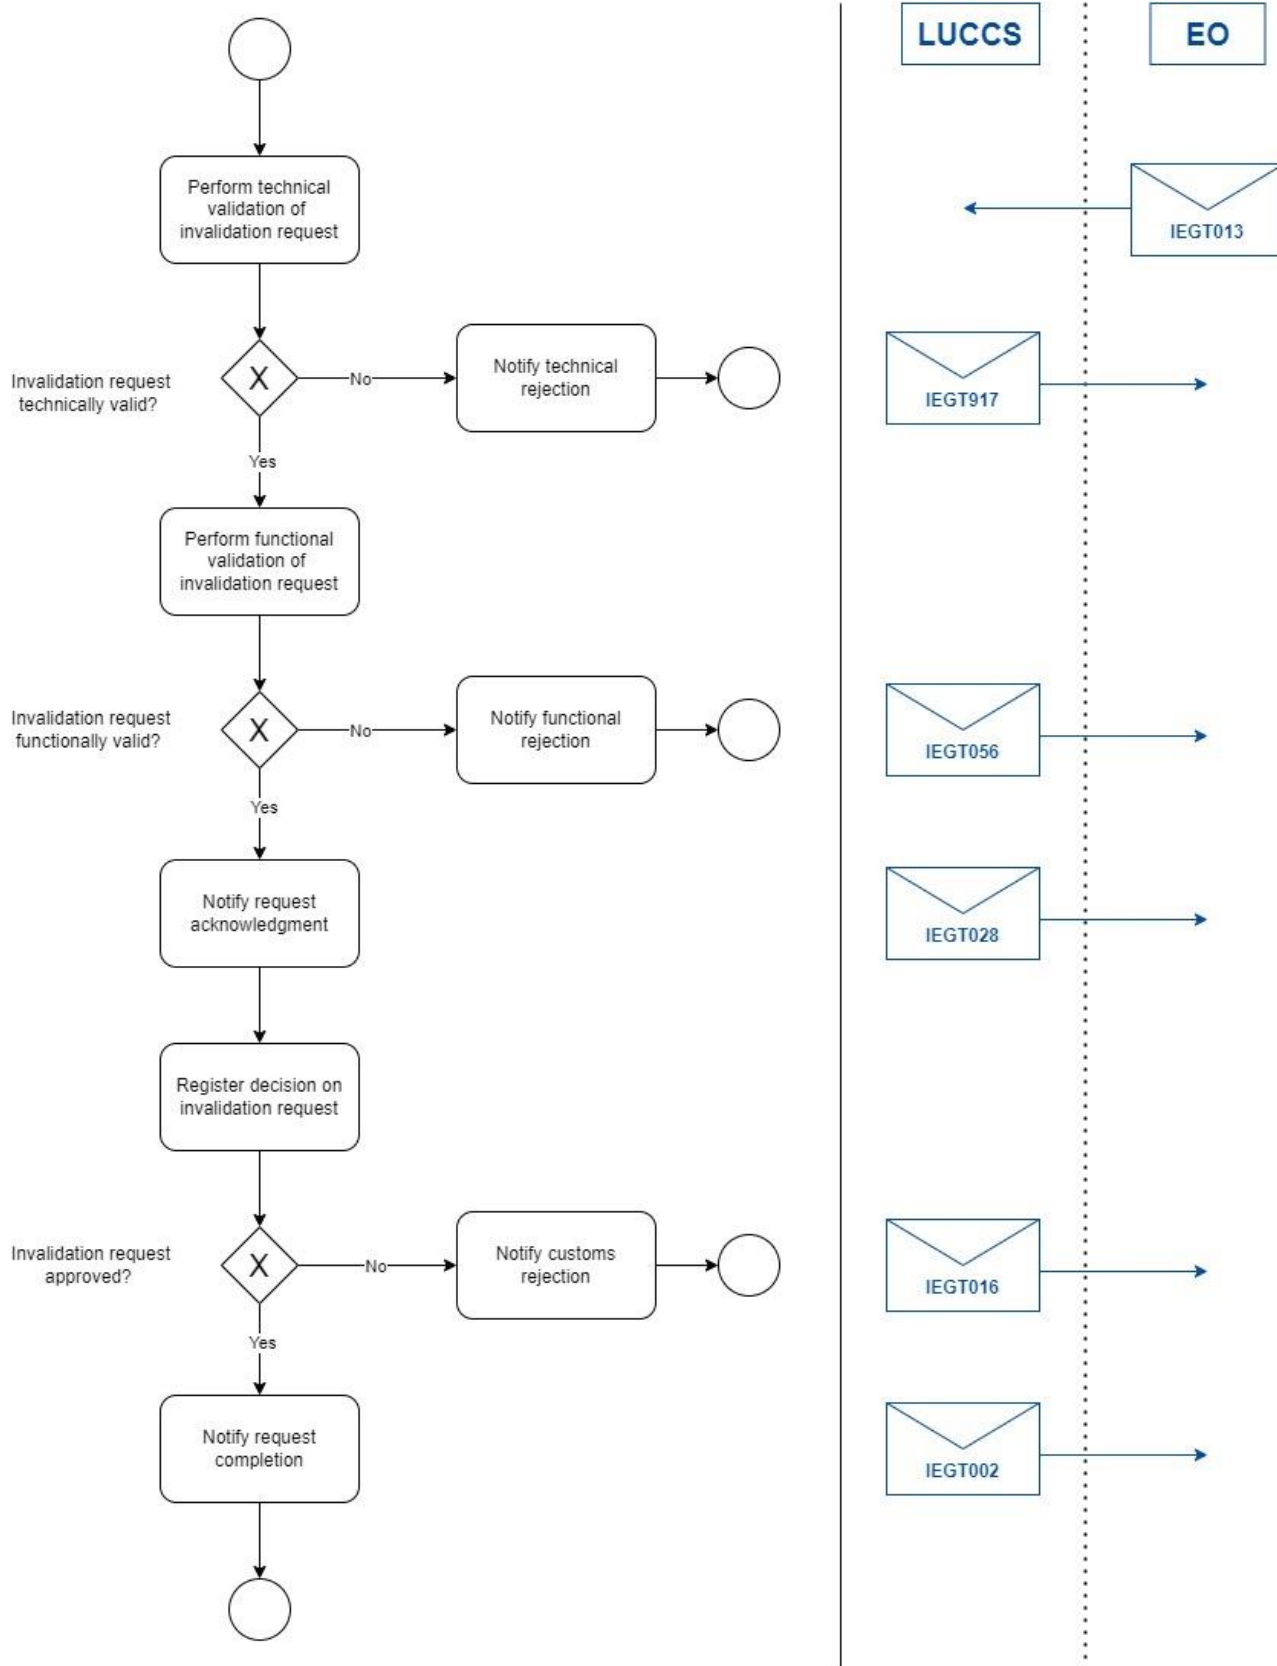 LUCCS
EO
Perform technical
validation of
invalidation request
IEGT013
Invalidation request
technically valid?
X
No
Notify technical
rejection
IEGT917
Yes
Perform functional
validation of
invalidation request
Invalidation request
functionally valid?
X
No
Notify functional
rejection
IEGT056
Yes
Notify request
acknowledgment
IEGT028
Register decision on
invalidation request
Invalidation request
approved?
X
No
Notify customs
rejection
IEGT016
Yes
Notify request
completion
IEGT002